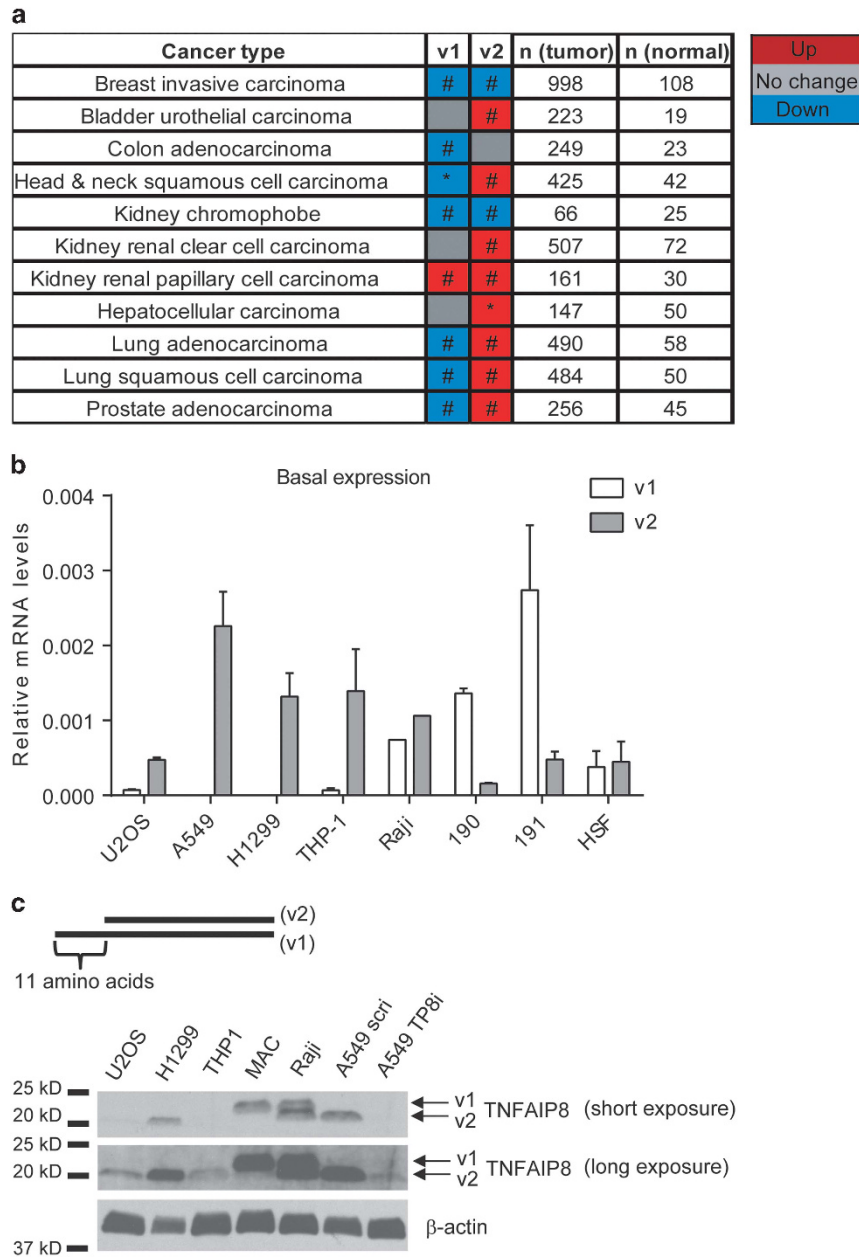 a
Cancer type v1 v2 n (tumor) n (normal)
Breast invasive carcinoma # # 998 108
Bladder urothelial carcinoma # 223 19
Colon adenocarcinoma # 249 23
Head & neck squamous cell carcinoma * # 425 42
Kidney chromophobe # # 66 25
Kidney renal clear cell carcinoma # 507 72
Kidney renal papillary cell carcinoma # # 161 30
Hepatocellular carcinoma * 147 50
Lung adenocarcinoma # # 490 58
Lung squamous cell carcinoma # # 484 50
Prostate adenocarcinoma # # 256 45
Up
No change
Down
b
Basal expression
v1
v2
Relative mRNA levels
0.004
0.003
0.002
0.001
0.000
U2OS A549 H1299 THP-1 Raji 190 191 HSF
c
(v2)
(v1)
11 amino acids
U2OS H1299 THP1 MAC Raji A549 scri A549 TP8i
25 kD
20 kD
v1
v2
TNFAIP8 (short exposure)
25 kD
20 kD
v1
v2
TNFAIP8 (long exposure)
β-actin
37 kD